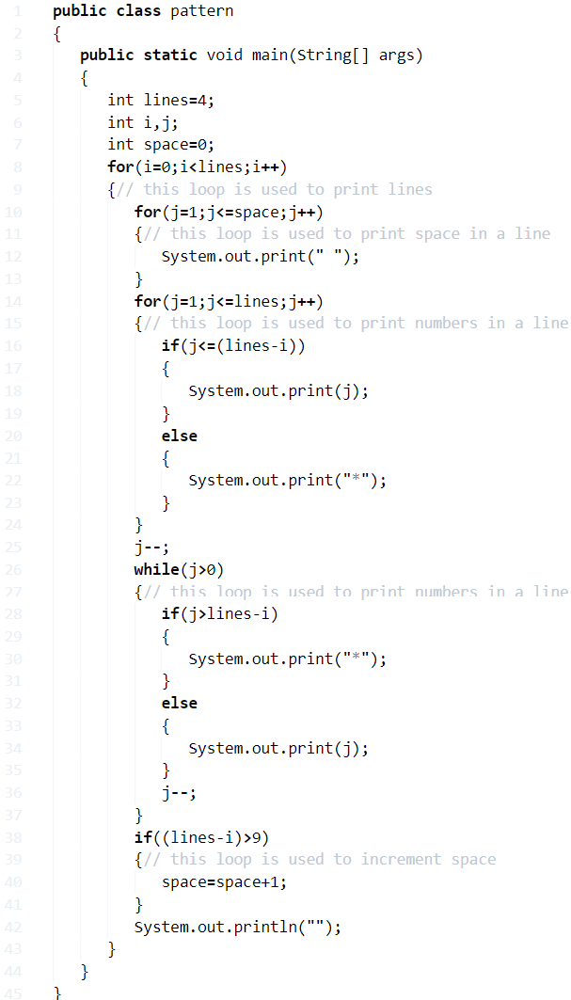 1 public class pattern
2 {
3 public static void main(String[] args)
4 {
5 int lines=4;
6 int i,j;
7 int space=0;
8 for(i=0;i<lines;i++)
9 {// this loop is used to print lines
10 for(j=1;j<=space;j++)
11 {// this loop is used to print space in a line
12 System.out.print(" ");
13 }
14 for(j=1;j<=lines;j++)
15 {// this loop is used to print numbers in a line
16 if(j<=(lines-i))
17 {
18 System.out.print(j);
19 }
20 else
21 {
22 System.out.print("*");
23 }
24 }
25 j--;
26 while(j>0)
27 {// this loop is used to print numbers in a line
28 if(j>lines-i)
29 {
30 System.out.print("*");
31 }
32 else
33 {
34 System.out.print(j);
35 }
36 j--;
37 }
38 if((lines-i)>9)
39 {// this loop is used to increment space
40 space=space+1;
41 }
42 System.out.println("");
43 }
44 }
45 }